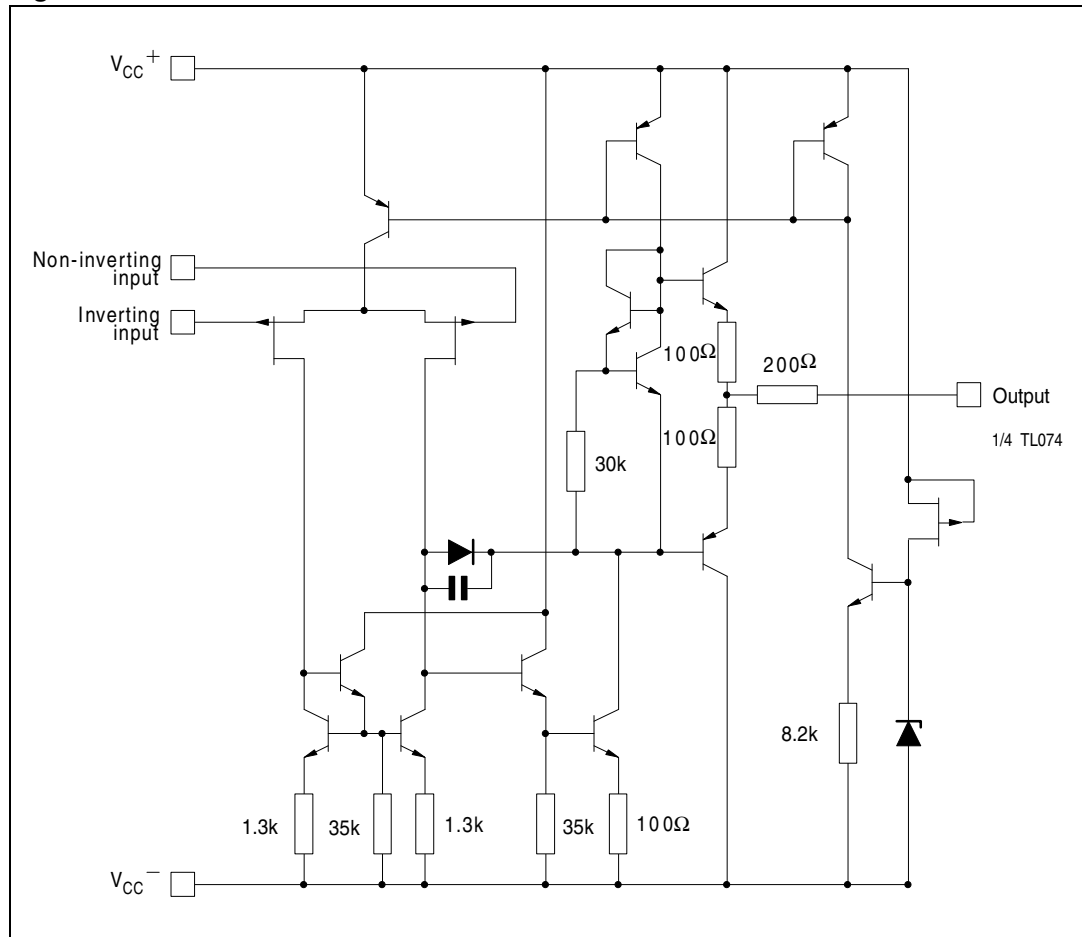 VCC+
Non-inverting
input
Inverting
input
100Ω
200Ω
Output
1/4 TL074
100Ω
30k
8.2k
1.3k
35k
1.3k
35k
100Ω
VCC−